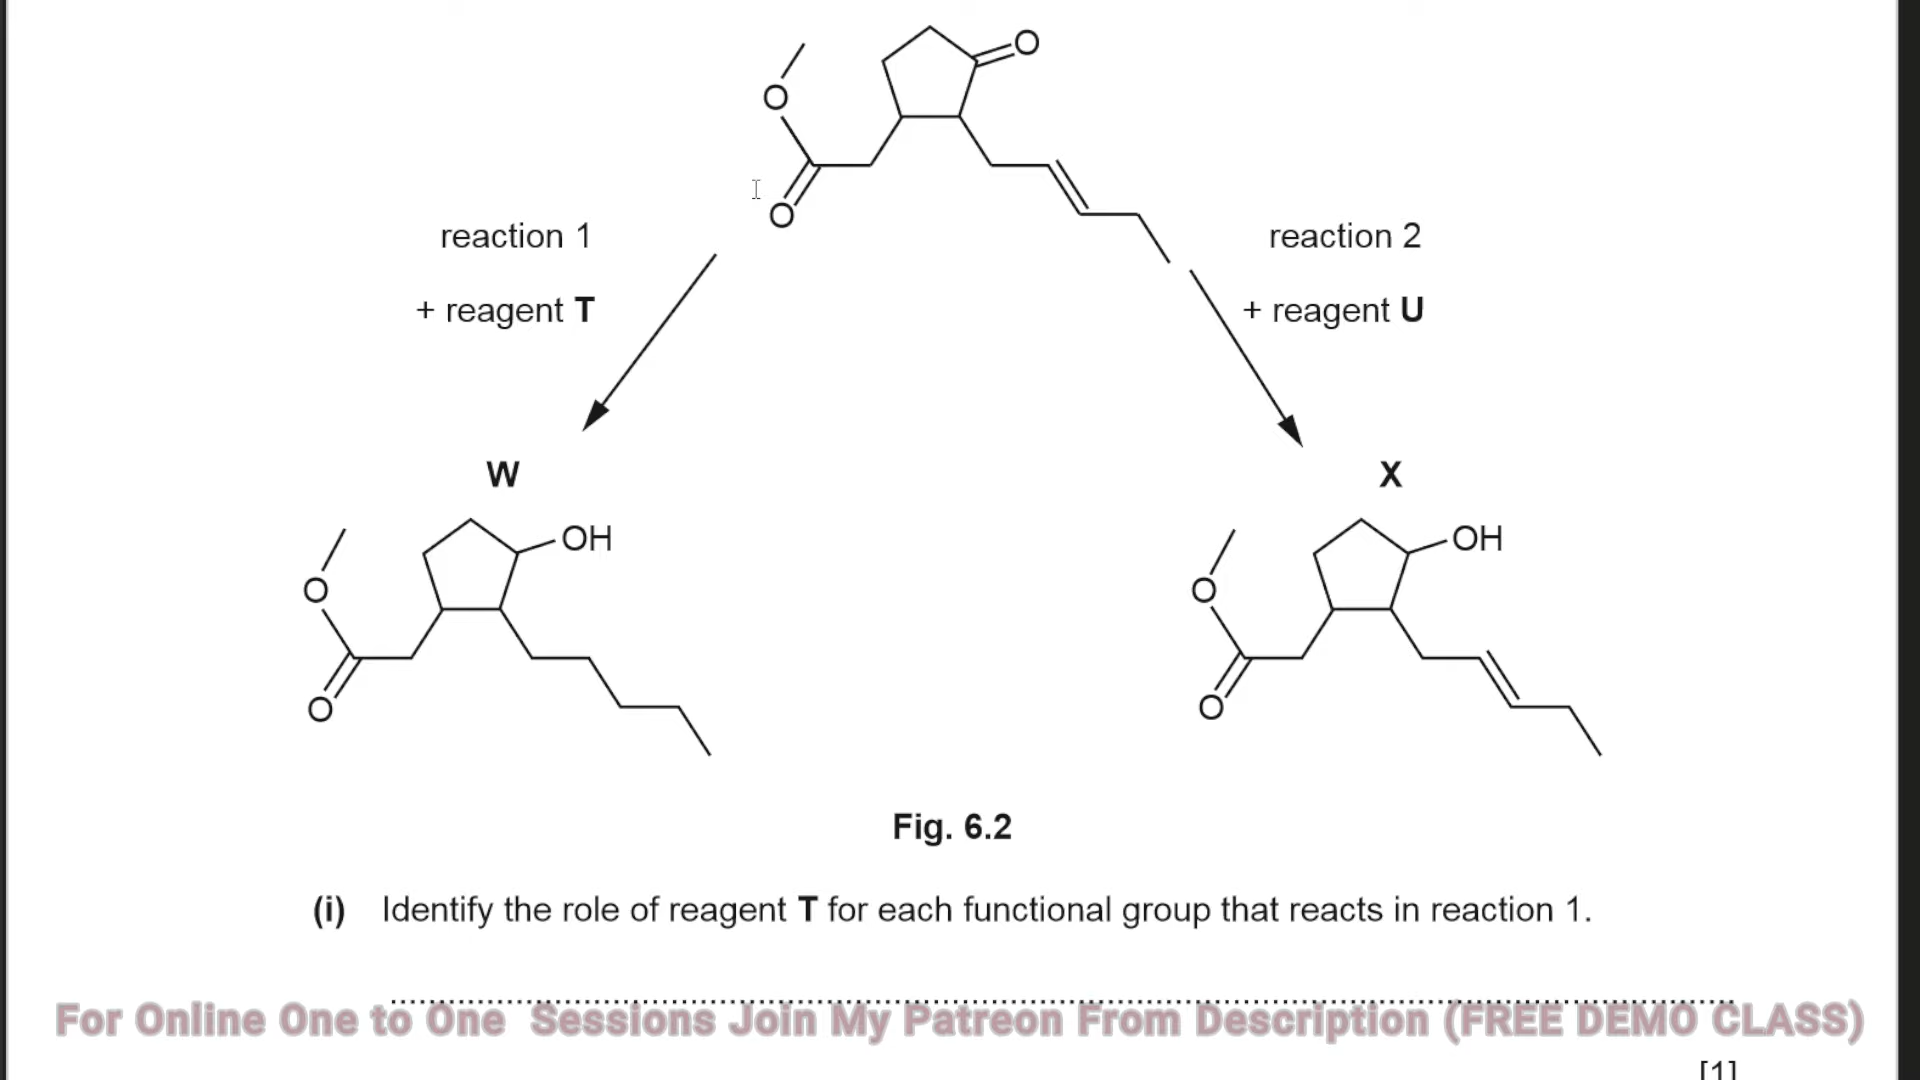 O
O
O
reaction 1
reaction 2
+ reagent T
+ reagent U
W
X
OH
OH
O
O
O
O
Fig. 6.2
(i) Identify the role of reagent T for each functional group that reacts in reaction 1.
For Online One to One Sessions Join My Patreon From Description (FREE DEMO CLASS)
[1]